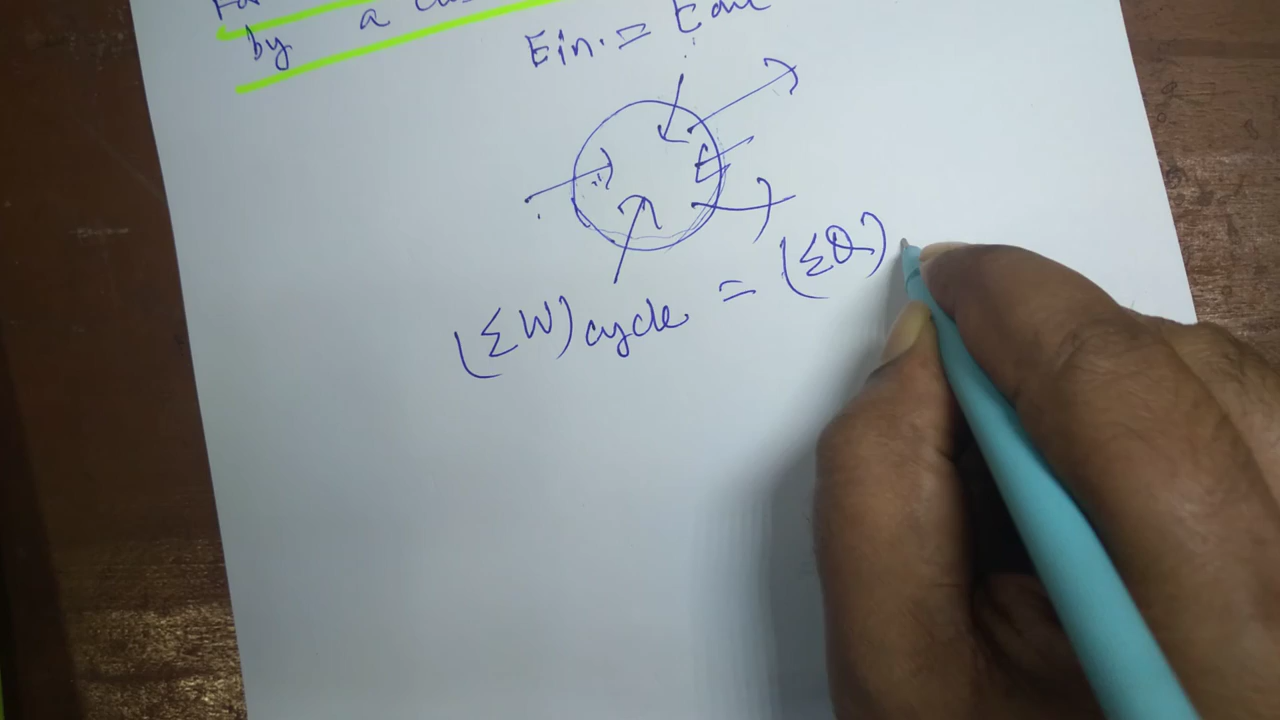 by a
Ein. = Eout
(ΣW)cycle = (ΣQ)